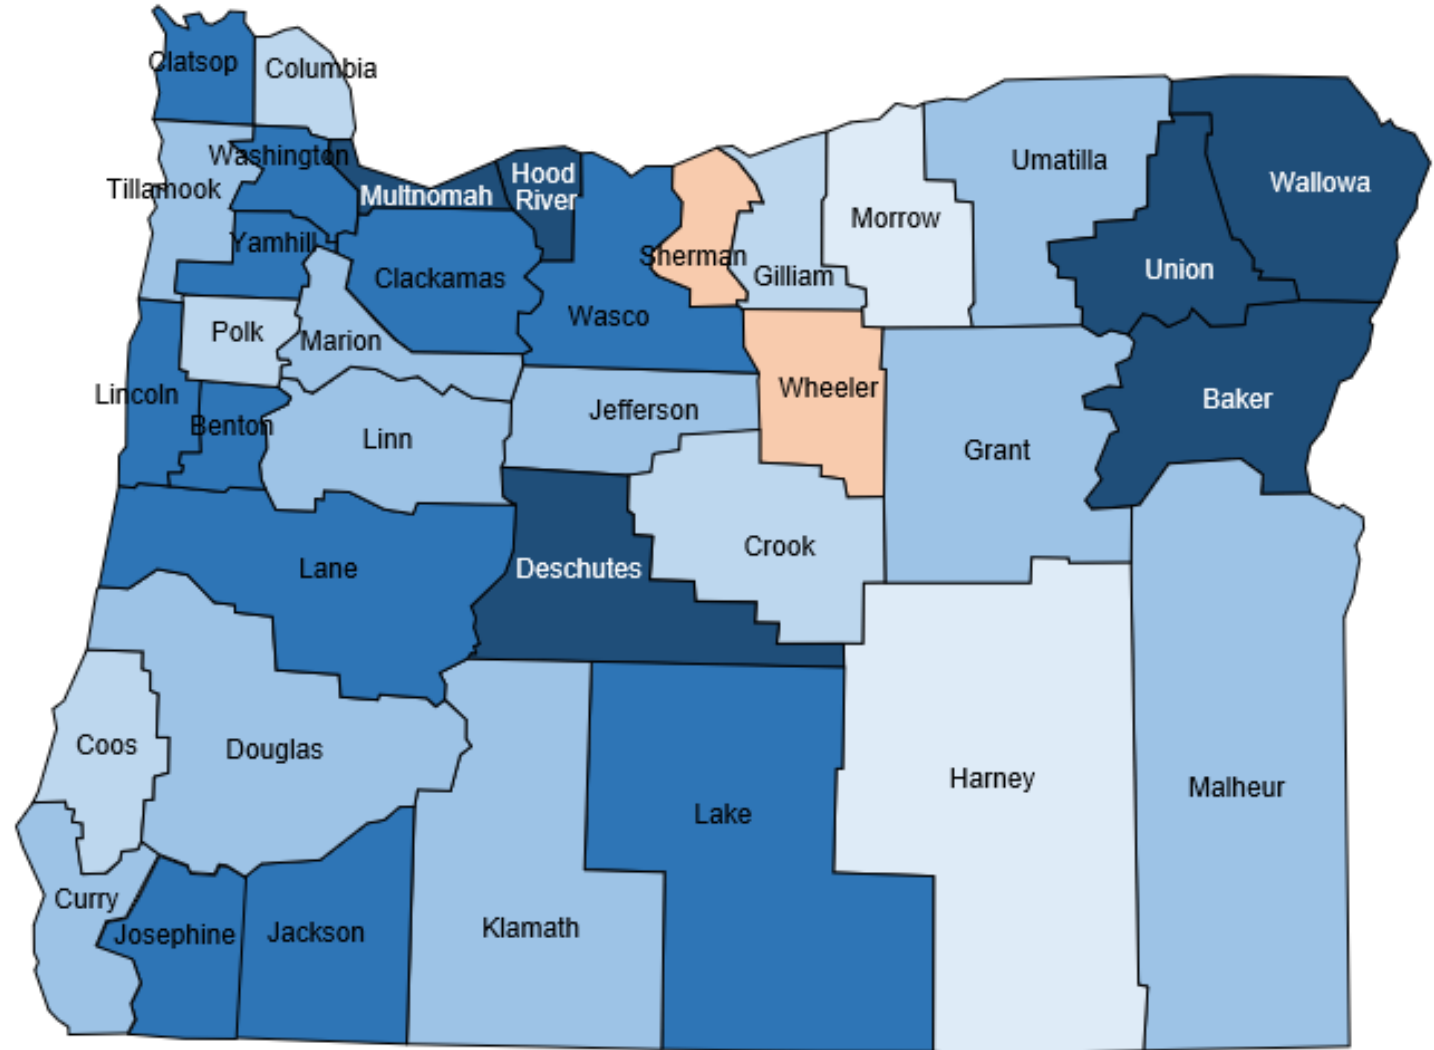 Clatsop
Columbia
Washington
Tillamook
Multnomah
Hood
River
Umatilla
Wallowa
Morrow
Yamhill
Clackamas
Sherman
Gilliam
Union
Wasco
Polk
Marion
Lincoln
Benton
Linn
Jefferson
Wheeler
Baker
Grant
Lane
Deschutes
Crook
Coos
Douglas
Lake
Harney
Malheur
Curry
Josephine
Jackson
Klamath